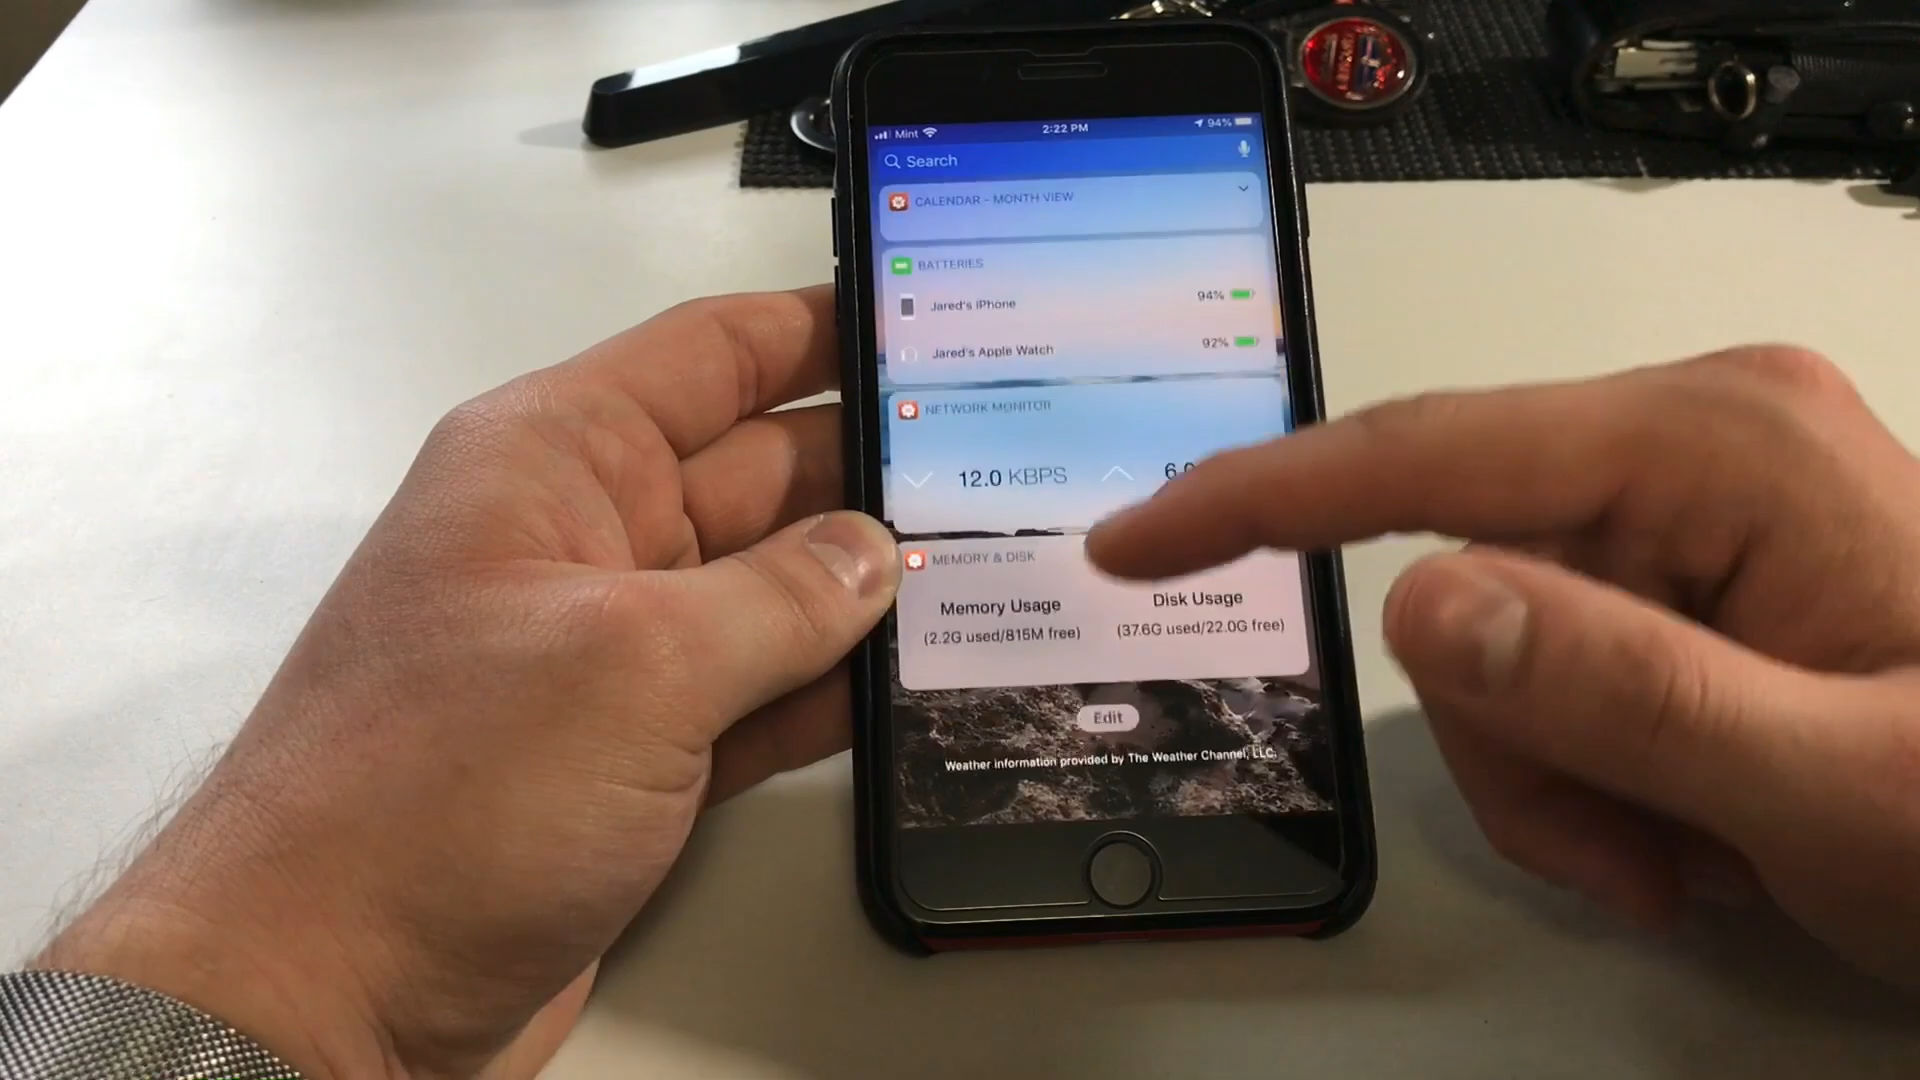 Mint 2:22 PM 94%
Search
CALENDAR - MONTH VIEW
BATTERIES
Jared's iPhone 94%
Jared's Apple Watch 92%
NETWORK MONITOR
12.0 KBPS
MEMORY & DISK
Memory Usage Disk Usage
(2.2G used/815M free) (37.6G used/22.0G free)
Edit
Weather information provided by The Weather Channel, LLC.